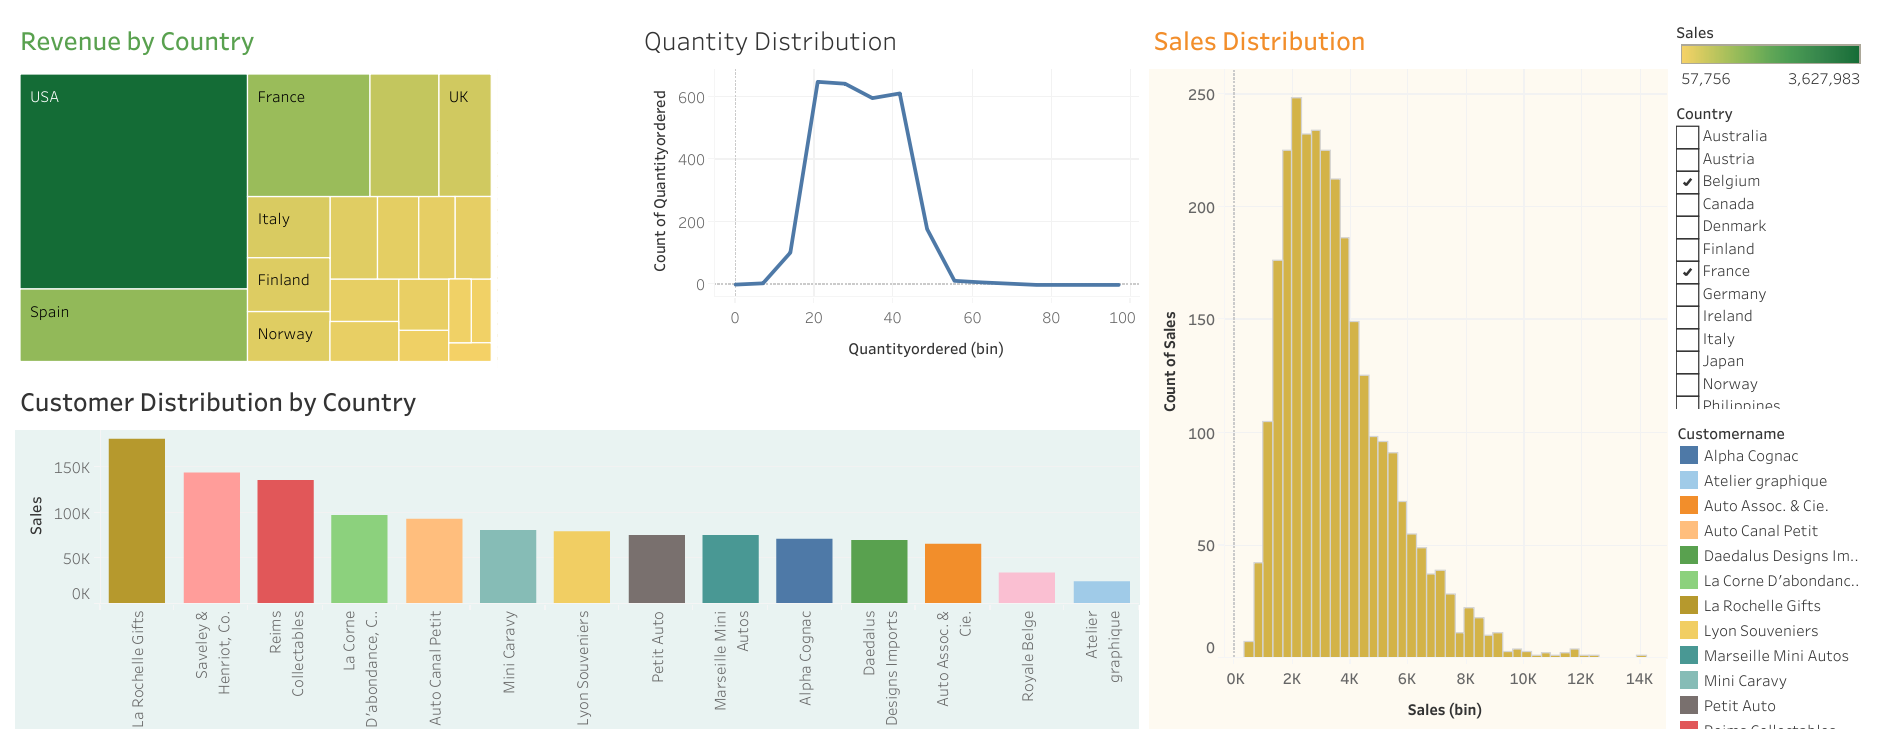 Revenue by Country
USA
France
UK
Italy
Finland
Spain
Norway
Quantity Distribution
Count of Quantityordered
600
400
200
0
0
20
40
60
80
100
Quantityordered (bin)
Customer Distribution by Country
Sales
150K
100K
50K
0K
La Rochelle Gifts
Saveley &
Henriot, Co.
Reims
Collectables
La Corne
D'abondance, C..
Auto Canal Petit
Mini Caravy
Lyon Souveniers
Petit Auto
Marseille Mini
Autos
Alpha Cognac
Daedalus
Designs Imports
Auto Assoc. &
Cie.
Royale Belge
Atelier
graphique
Sales Distribution
Count of Sales
250
200
150
100
50
0
0K
2K
4K
6K
8K
10K
12K
14K
Sales (bin)
Sales
57,756
3,627,983
Country
Australia
Austria
Belgium
Canada
Denmark
Finland
France
Germany
Ireland
Italy
Japan
Norway
Philippines
Customername
Alpha Cognac
Atelier graphique
Auto Assoc. & Cie.
Auto Canal Petit
Daedalus Designs Im..
La Corne D'abondanc..
La Rochelle Gifts
Lyon Souveniers
Marseille Mini Autos
Mini Caravy
Petit Auto
Reims Collectables